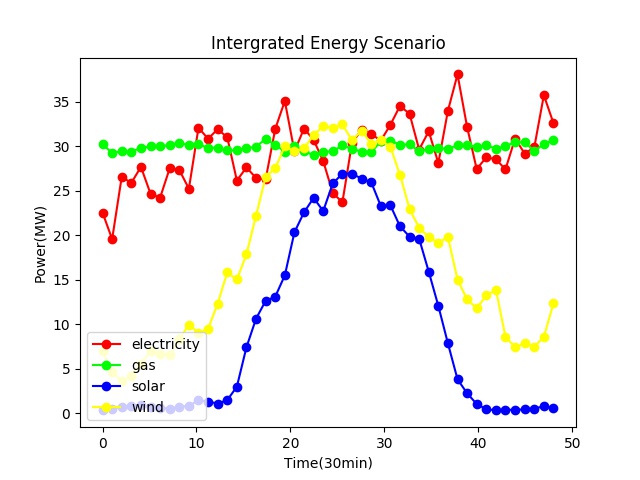 Intergrated Energy Scenario
Power(MW)
35
30
25
20
15
10
5
0
electricity
gas
solar
wind
0 10 20 30 40 50
Time(30min)